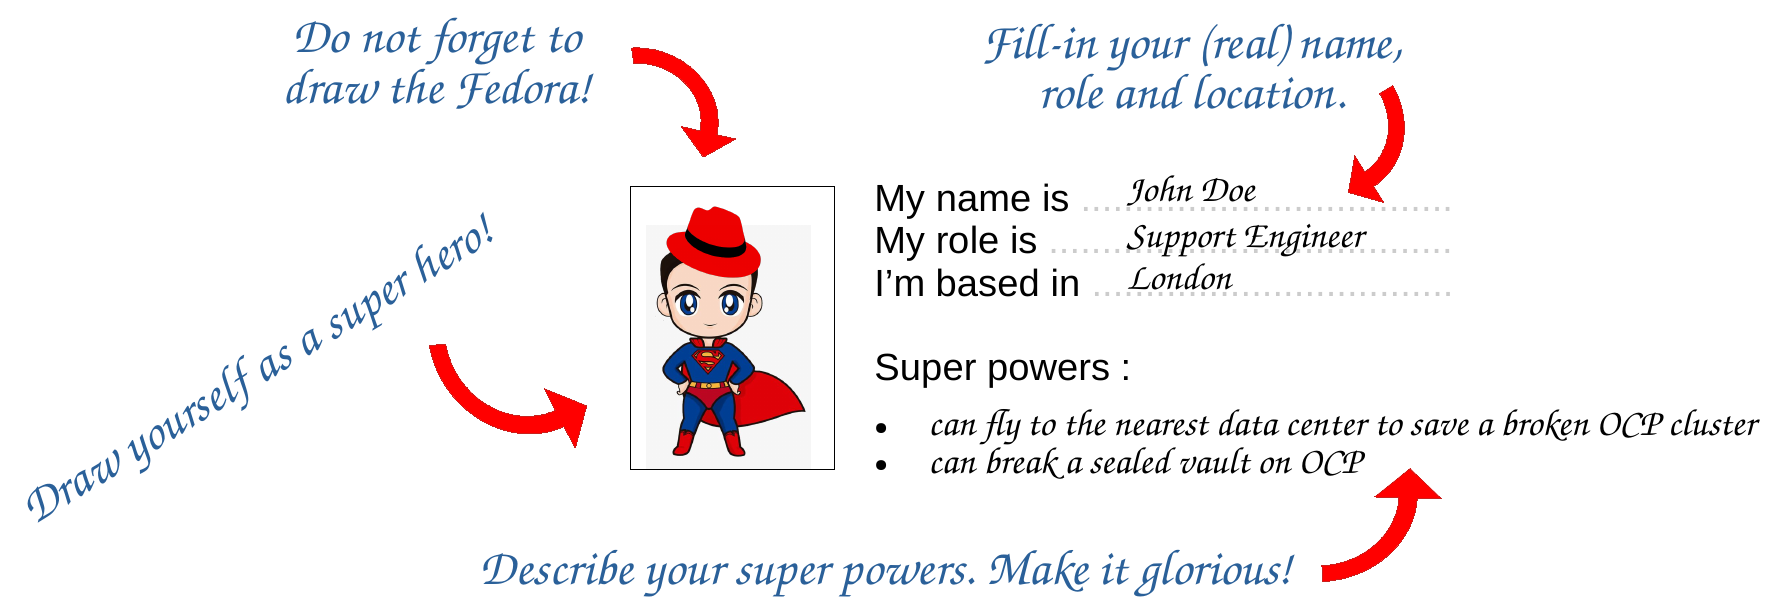 Do not forget to
draw the Fedora!
Fill-in your (real) name,
role and location.
Draw yourself as a super hero!
My name is John Doe
My role is Support Engineer
I'm based in London
Super powers :
• can fly to the nearest data center to save a broken OCP cluster
• can break a sealed vault on OCP
Describe your super powers. Make it glorious!